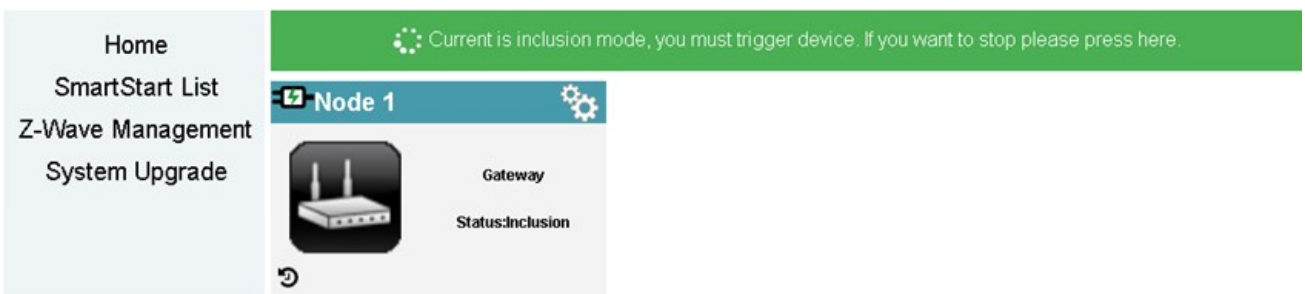 Home
SmartStart List
Z-Wave Management
System Upgrade
Current is inclusion mode, you must trigger device. If you want to stop please press here.
Node 1
Gateway
Status:Inclusion